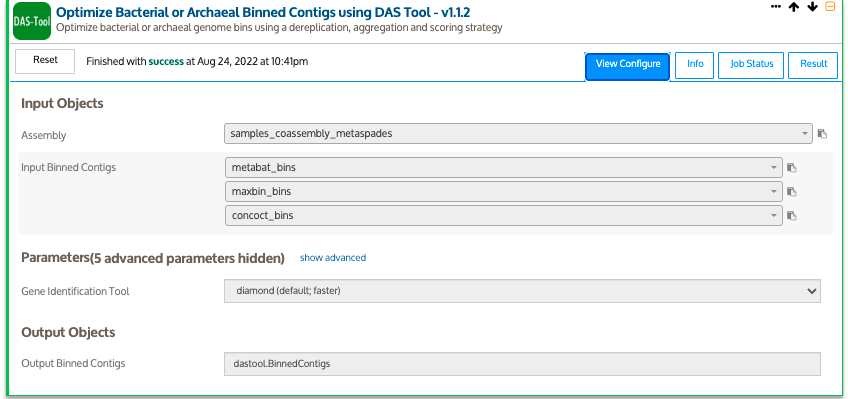 DAS-Tool
Optimize Bacterial or Archaeal Binned Contigs using DAS Tool - v1.1.2
Optimize bacterial or archaeal genome bins using a dereplication, aggregation and scoring strategy
Reset
Finished with success at Aug 24, 2022 at 10:41pm
View Configure
Info
Job Status
Result
Input Objects
Assembly
samples_coassembly_metaspades
Input Binned Contigs
metabat_bins
maxbin_bins
concoct_bins
Parameters(5 advanced parameters hidden)
show advanced
Gene Identification Tool
diamond (default; faster)
Output Objects
Output Binned Contigs
dastool.BinnedContigs